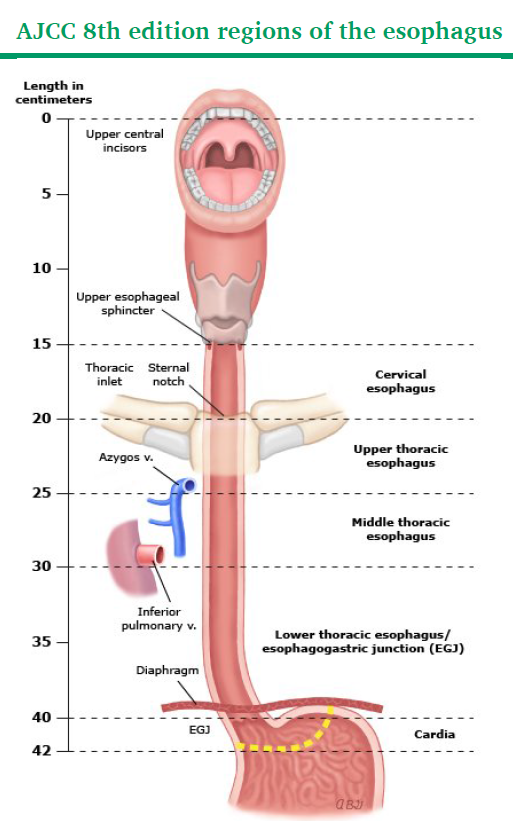 AJCC 8th edition regions of the esophagus
Length in
centimeters
0
Upper central
incisors
5
10
Upper esophageal
sphincter
15
Thoracic
inlet
Sternal
notch
Cervical
esophagus
20
Upper thoracic
esophagus
Azygos v.
25
Middle thoracic
esophagus
30
Inferior
pulmonary v.
35
Lower thoracic esophagus/
esophagogastric junction (EGJ)
Diaphragm
40
EGJ
Cardia
42